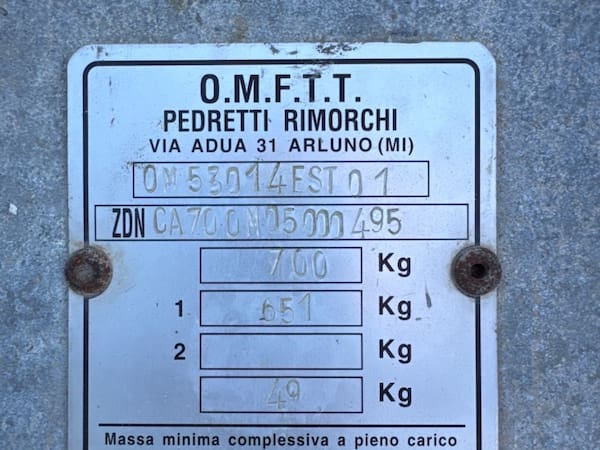 O.M.F.T.T.
PEDRETTI RIMORCHI
VIA ADUA 31 ARLUNO (MI)
OM53014EST01
ZDN CA700M05000495
700 Kg
1 651 Kg
2 Kg
49 Kg
Massa minima complessiva a pieno carico